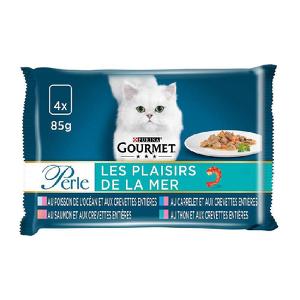 4x
85g
PURINA
GOURMET
Perle
LES PLAISIRS
DE LA MER
AU POISSON DE L'OCÉAN ET AUX CREVETTES ENTIÈRES
AU CARRELET ET AUX CREVETTES ENTIÈRES
AU SAUMON ET AUX CREVETTES ENTIÈRES
AU THON ET AUX CREVETTES ENTIÈRES